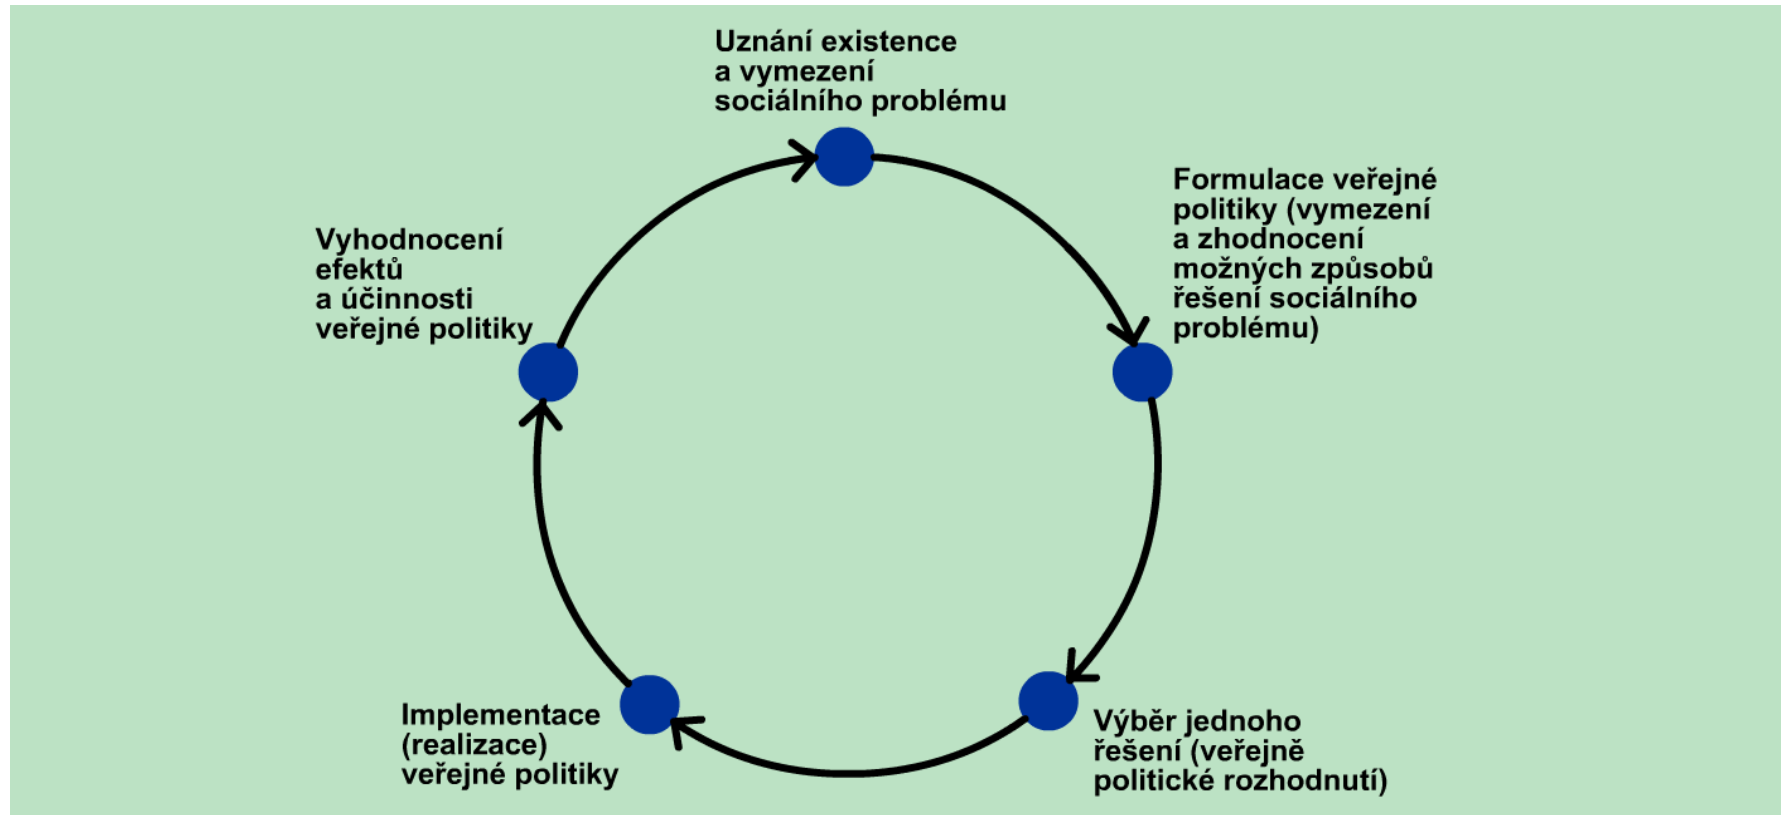 Uznání existence
a vymezení
sociálního problému
Formulace veřejné
politiky (vymezení
a zhodnocení
možných způsobů
řešení sociálního
problému)
Výběr jednoho
řešení (veřejně
politické rozhodnutí)
Implementace
(realizace)
veřejné politiky
Vyhodnocení
efektů
a účinnosti
veřejné politiky